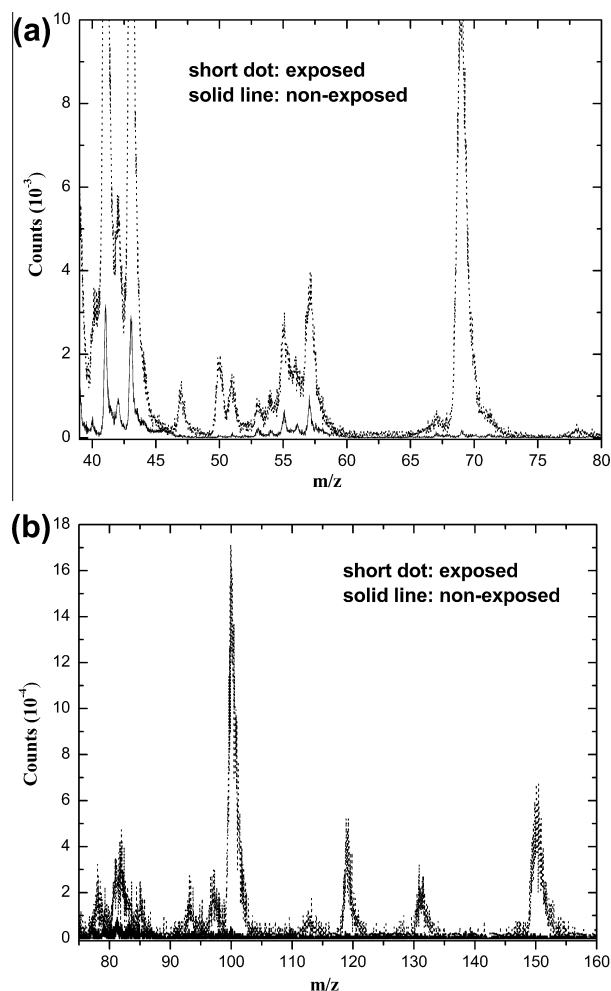 (a)
10
8
6
4
2
0
Counts (10⁻³)
short dot: exposed
solid line: non-exposed
40 45 50 55 60 65 70 75 80
m/z
(b)
18
16
14
12
10
8
6
4
2
0
Counts (10⁻⁴)
short dot: exposed
solid line: non-exposed
80 90 100 110 120 130 140 150 160
m/z